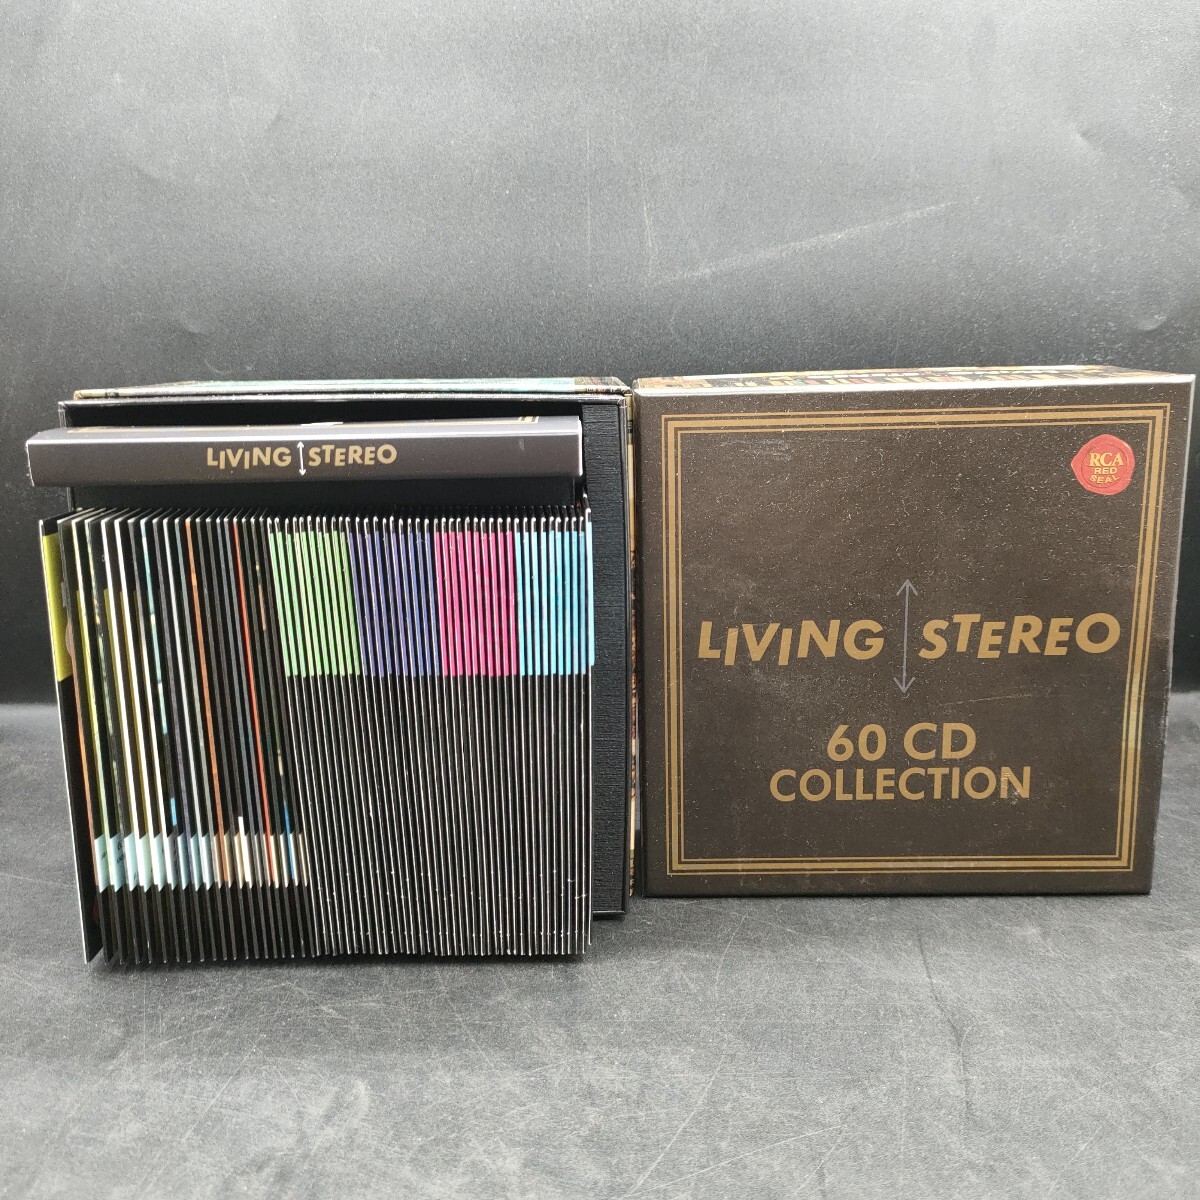 LIVING STEREO
RCA
RED
SEAL
LIVING STEREO
60 CD
COLLECTION